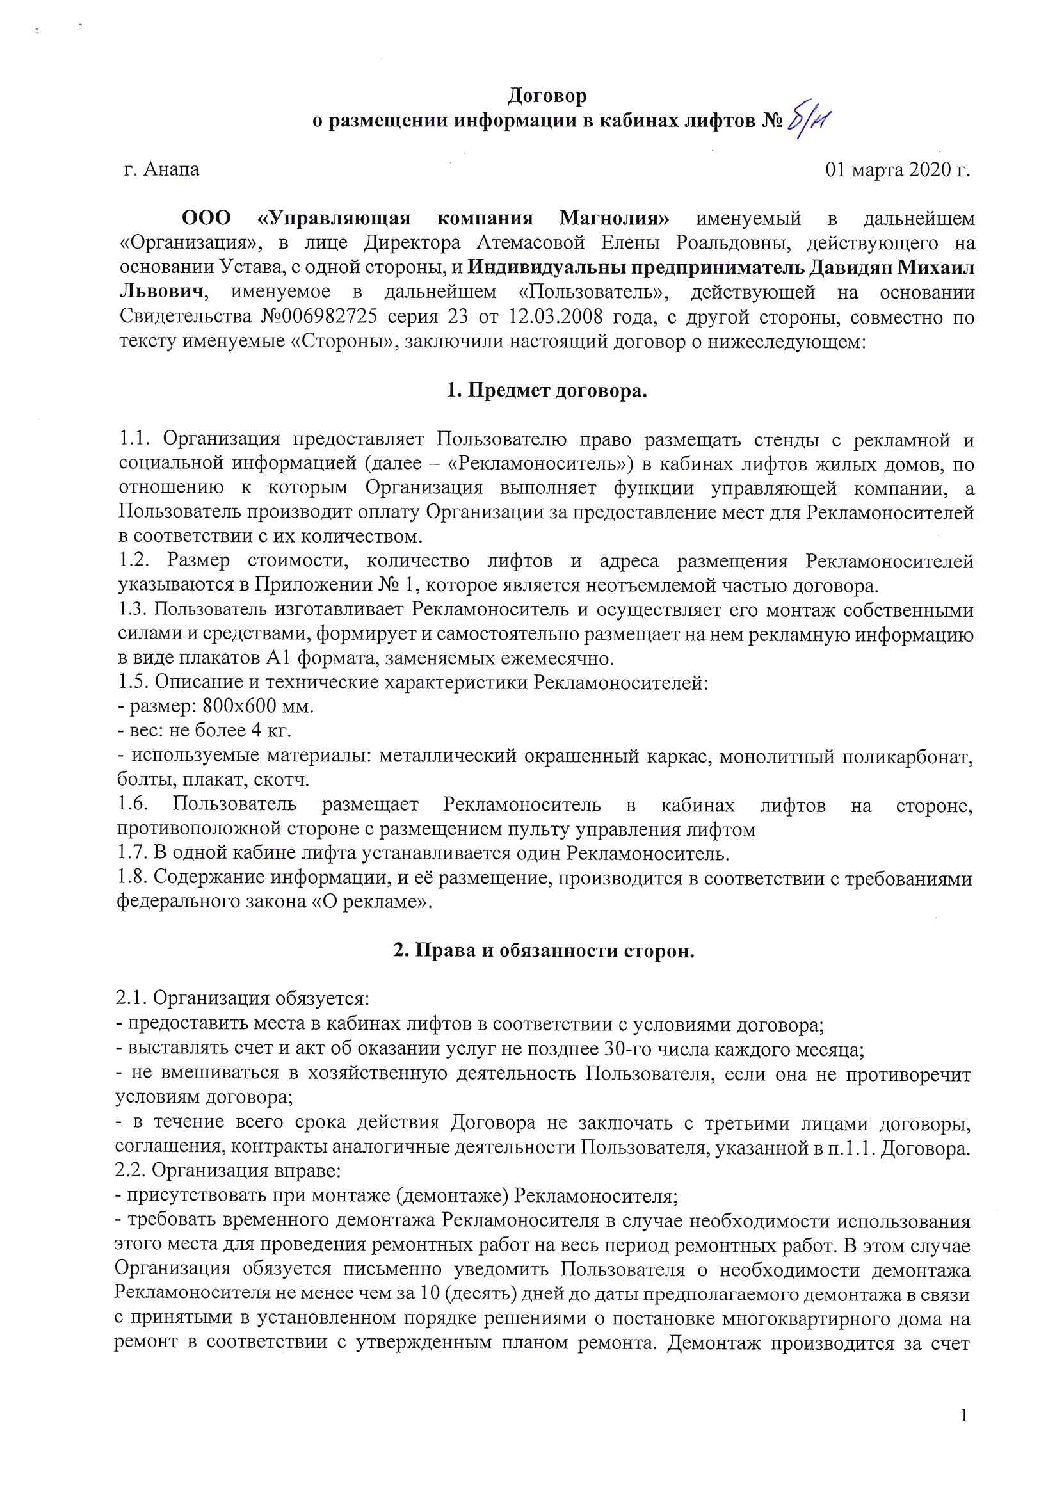 Договор
о размещении информации в кабинах лифтов № б/н
г. Анапа 01 марта 2020 г.
ООО «Управляющая компания Магнолия» именуемый в дальнейшем
«Организация», в лице Директора Атемасовой Елены Роальдовны, действующего на
основании Устава, с одной стороны, и Индивидуальны предприниматель Давидян Михаил
Львович, именуемое в дальнейшем «Пользователь», действующей на основании
Свидетельства №006982725 серия 23 от 12.03.2008 года, с другой стороны, совместно по
тексту именуемые «Стороны», заключили настоящий договор о нижеследующем:
1. Предмет договора.
1.1. Организация предоставляет Пользователю право размещать стенды с рекламной и
социальной информацией (далее – «Рекламоноситель») в кабинах лифтов жилых домов, по
отношению к которым Организация выполняет функции управляющей компании, а
Пользователь производит оплату Организации за предоставление мест для Рекламоносителей
в соответствии с их количеством.
1.2. Размер стоимости, количество лифтов и адреса размещения Рекламоносителей
указываются в Приложении № 1, которое является неотъемлемой частью договора.
1.3. Пользователь изготавливает Рекламоноситель и осуществляет его монтаж собственными
силами и средствами, формирует и самостоятельно размещает на нем рекламную информацию
в виде плакатов А1 формата, заменяемых ежемесячно.
1.5. Описание и технические характеристики Рекламоносителей:
- размер: 800х600 мм.
- вес: не более 4 кг.
- используемые материалы: металлический окрашенный каркас, монолитный поликарбонат,
болты, плакат, скотч.
1.6. Пользователь размещает Рекламоноситель в кабинах лифтов на стороне,
противоположной стороне с размещением пульту управления лифтом
1.7. В одной кабине лифта устанавливается один Рекламоноситель.
1.8. Содержание информации, и её размещение, производится в соответствии с требованиями
федерального закона «О рекламе».
2. Права и обязанности сторон.
2.1. Организация обязуется:
- предоставить места в кабинах лифтов в соответствии с условиями договора;
- выставлять счет и акт об оказании услуг не позднее 30-го числа каждого месяца;
- не вмешиваться в хозяйственную деятельность Пользователя, если она не противоречит
условиям договора;
- в течение всего срока действия Договора не заключать с третьими лицами договоры,
соглашения, контракты аналогичные деятельности Пользователя, указанной в п.1.1. Договора.
2.2. Организация вправе:
- присутствовать при монтаже (демонтаже) Рекламоносителя;
- требовать временного демонтажа Рекламоносителя в случае необходимости использования
этого места для проведения ремонтных работ на весь период ремонтных работ. В этом случае
Организация обязуется письменно уведомить Пользователя о необходимости демонтажа
Рекламоносителя не менее чем за 10 (десять) дней до даты предполагаемого демонтажа в связи
с принятыми в установленном порядке решениями о постановке многоквартирного дома на
ремонт в соответствии с утвержденным планом ремонта. Демонтаж производится за счет
1